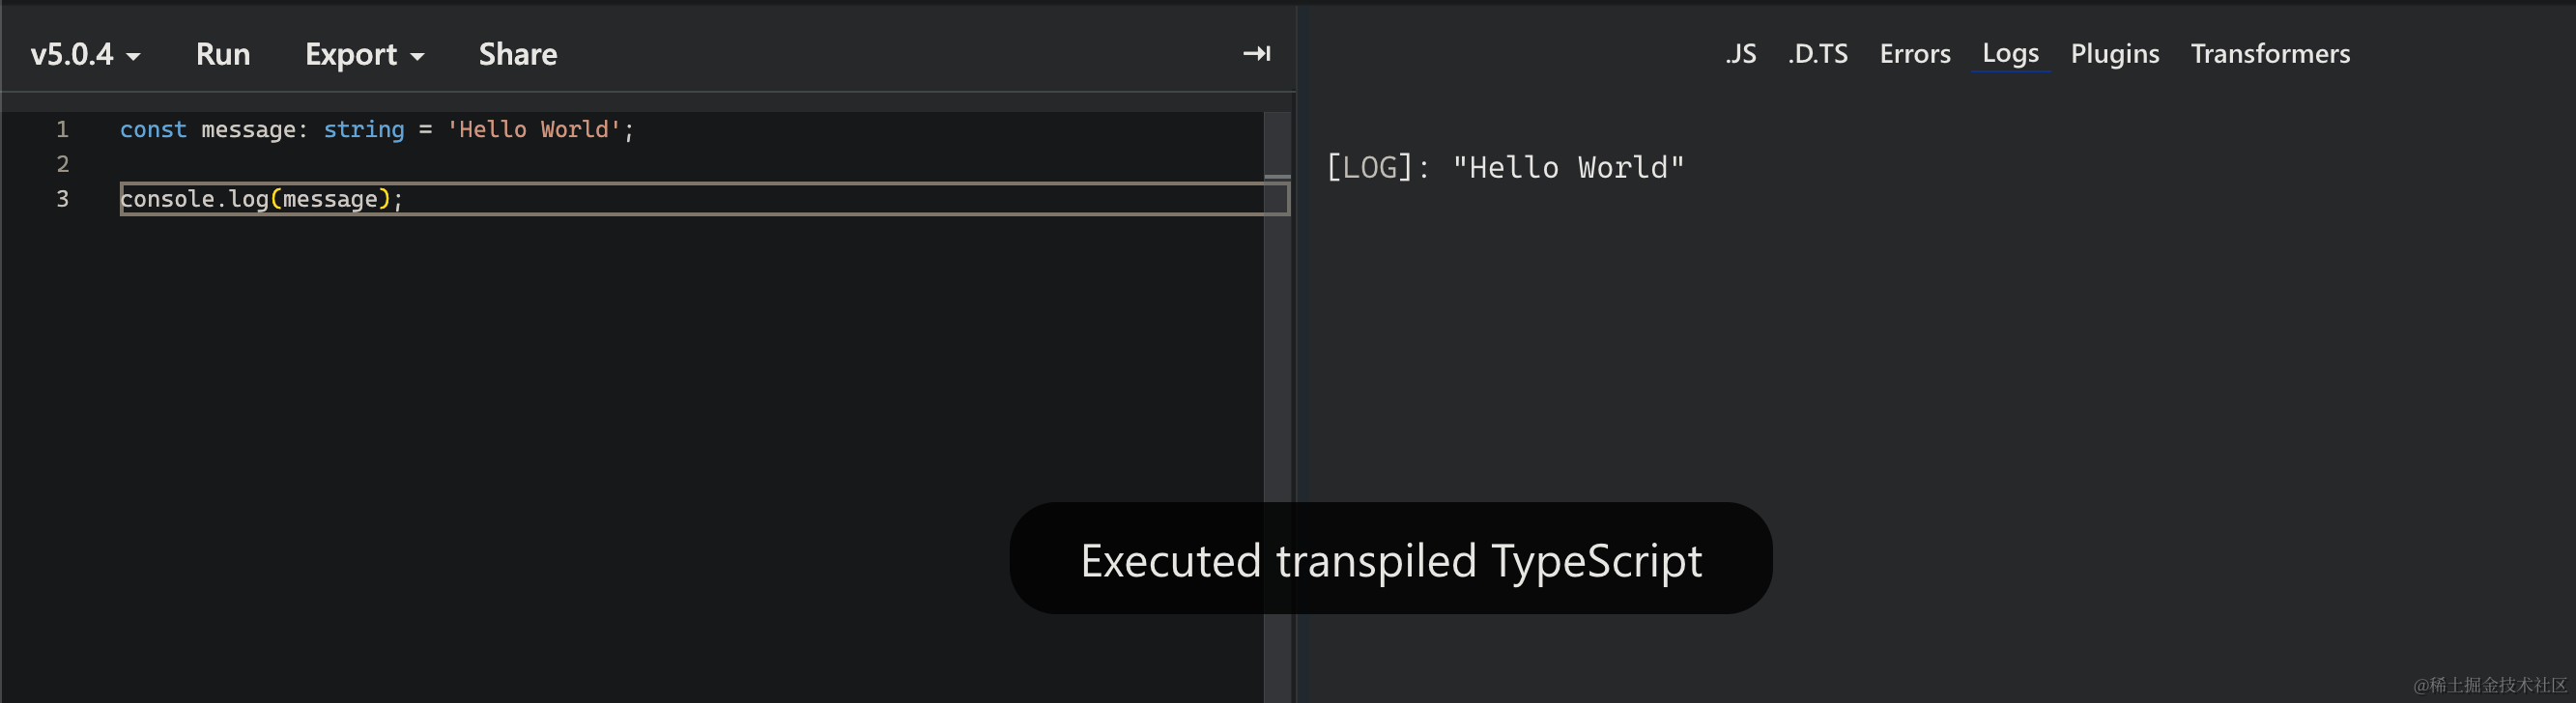 v5.0.4 Run Export Share
.JS .D.TS Errors Logs Plugins Transformers
1 const message: string = 'Hello World';
2
3 console.log(message);
[LOG]: "Hello World"
Executed transpiled TypeScript
@稀土掘金技术社区